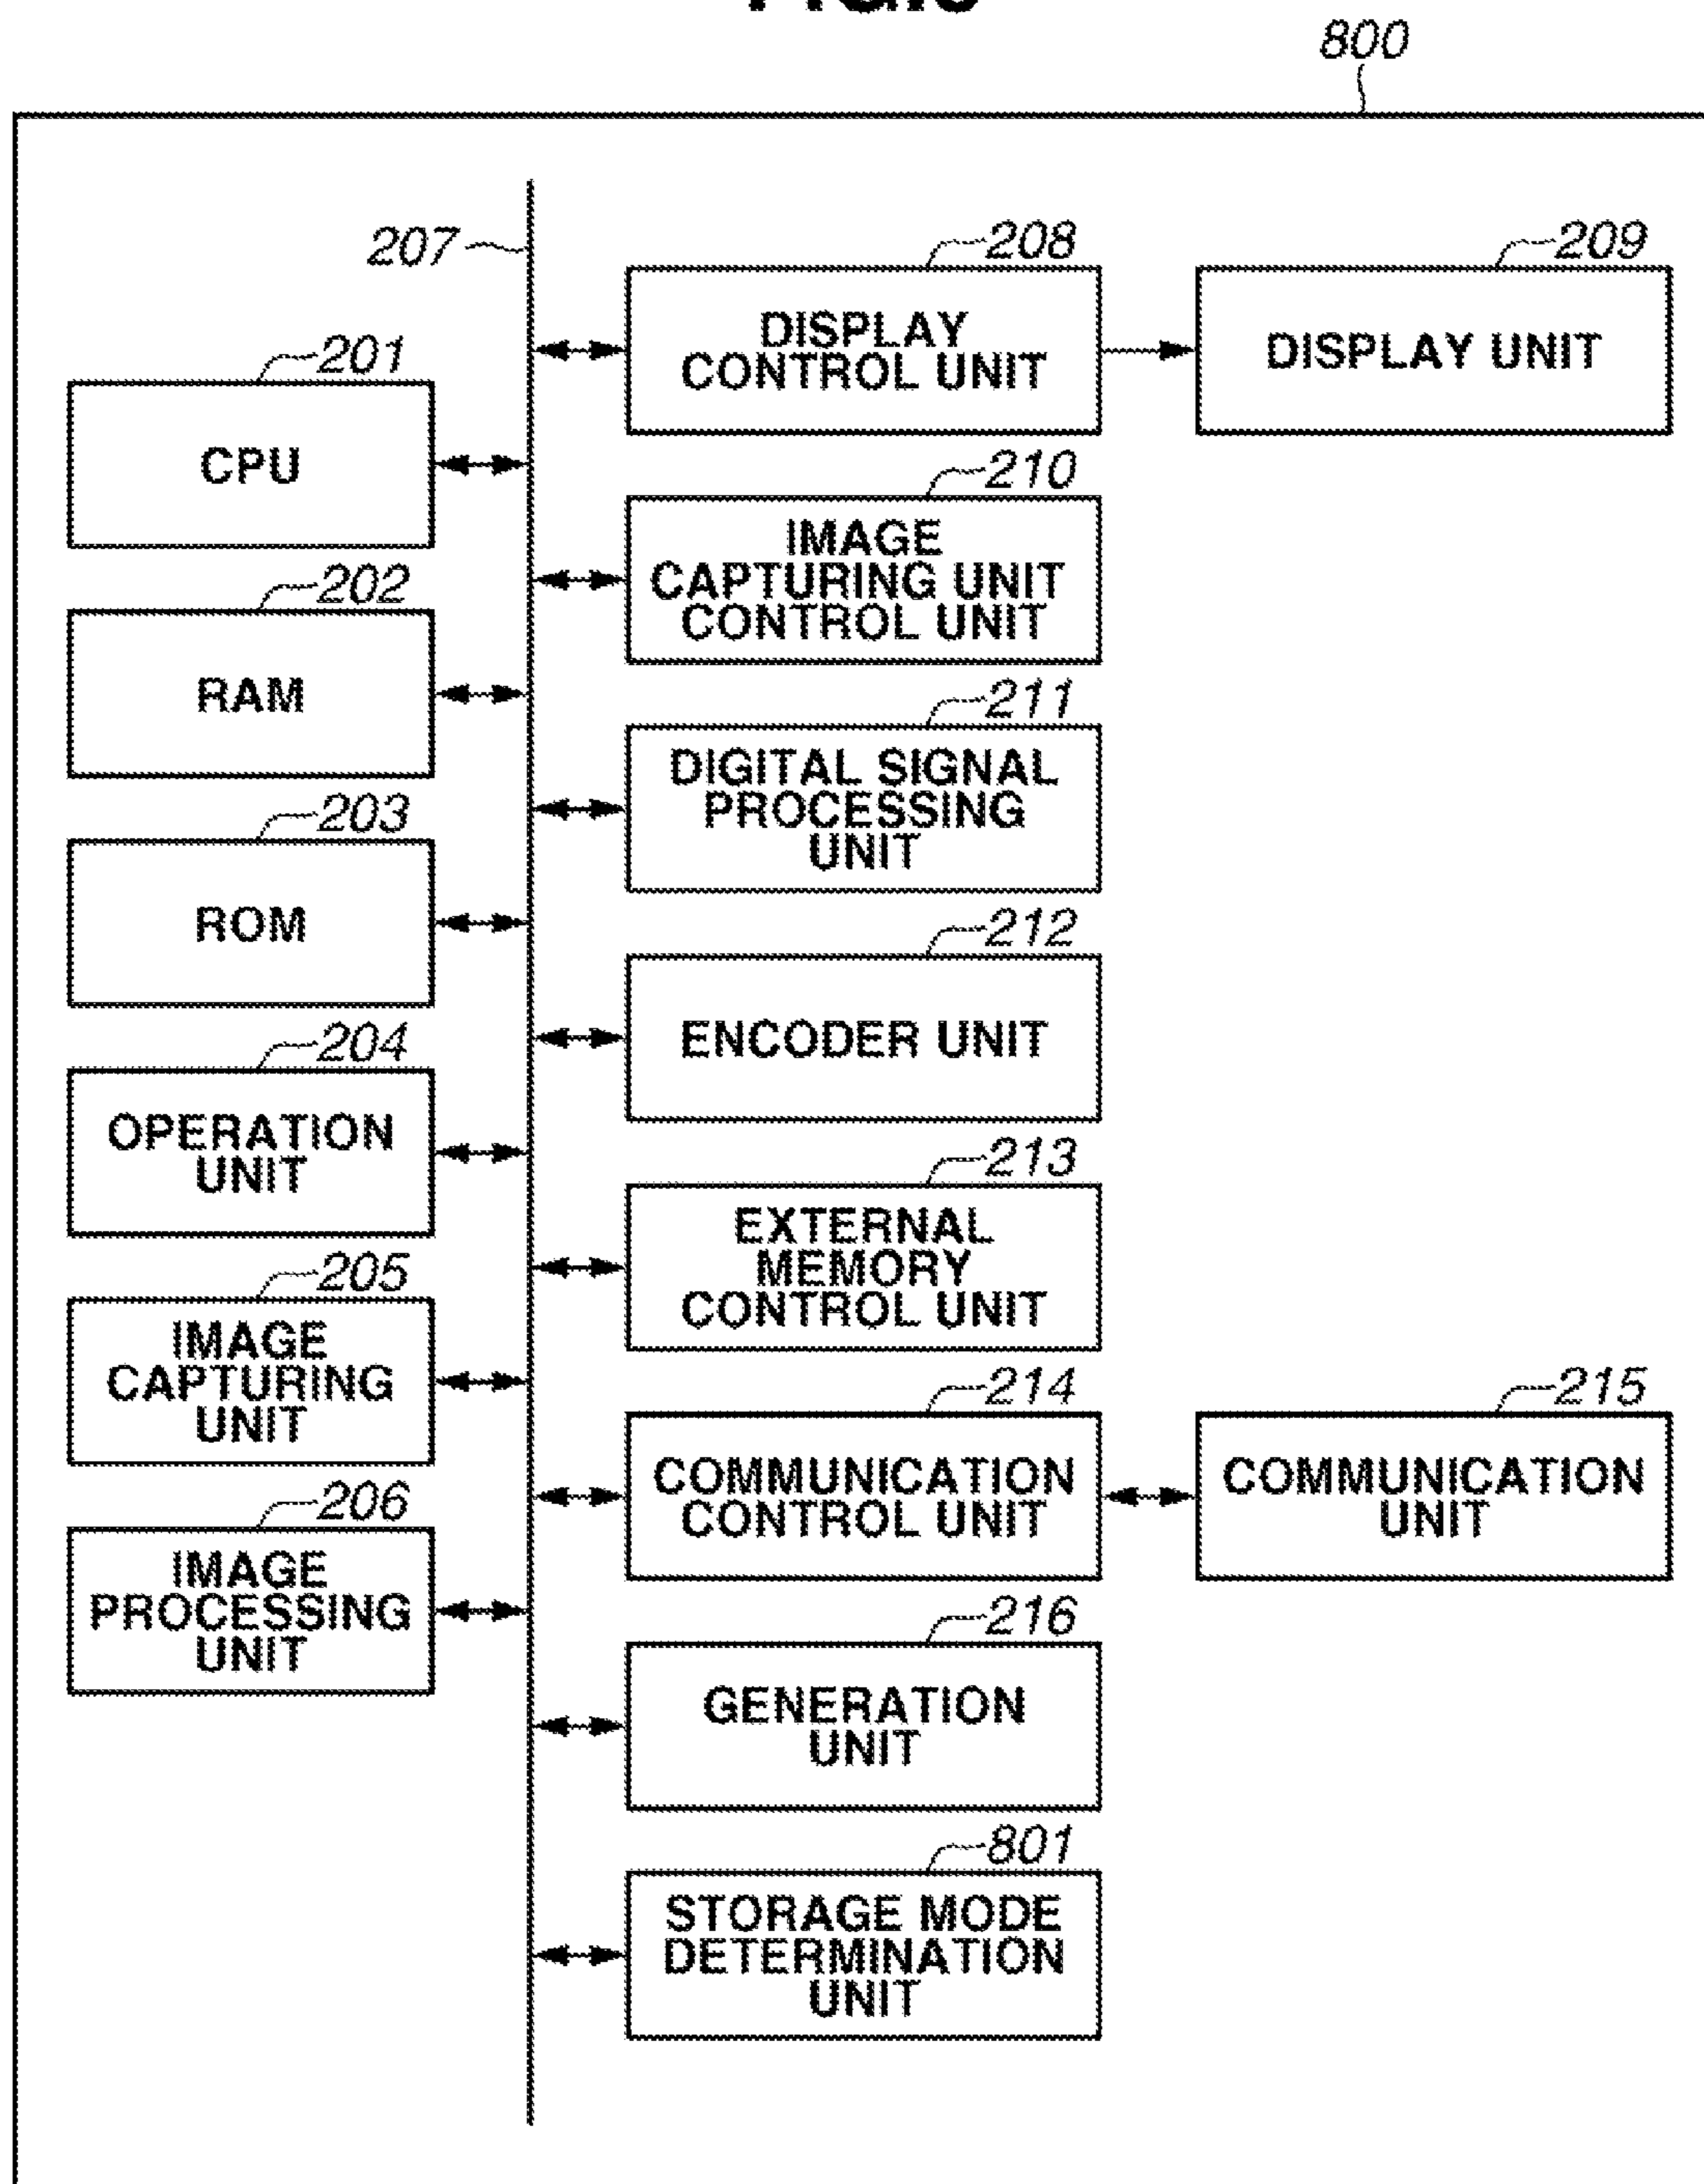 800
207
208
DISPLAY
CONTROL UNIT
209
DISPLAY UNIT
201
CPU
210
IMAGE
CAPTURING UNIT
CONTROL UNIT
202
RAM
211
DIGITAL SIGNAL
PROCESSING
UNIT
203
ROM
212
ENCODER UNIT
204
OPERATION
UNIT
213
EXTERNAL
MEMORY
CONTROL UNIT
205
IMAGE
CAPTURING
UNIT
214
COMMUNICATION
CONTROL UNIT
215
COMMUNICATION
UNIT
206
IMAGE
PROCESSING
UNIT
216
GENERATION
UNIT
801
STORAGE MODE
DETERMINATION
UNIT